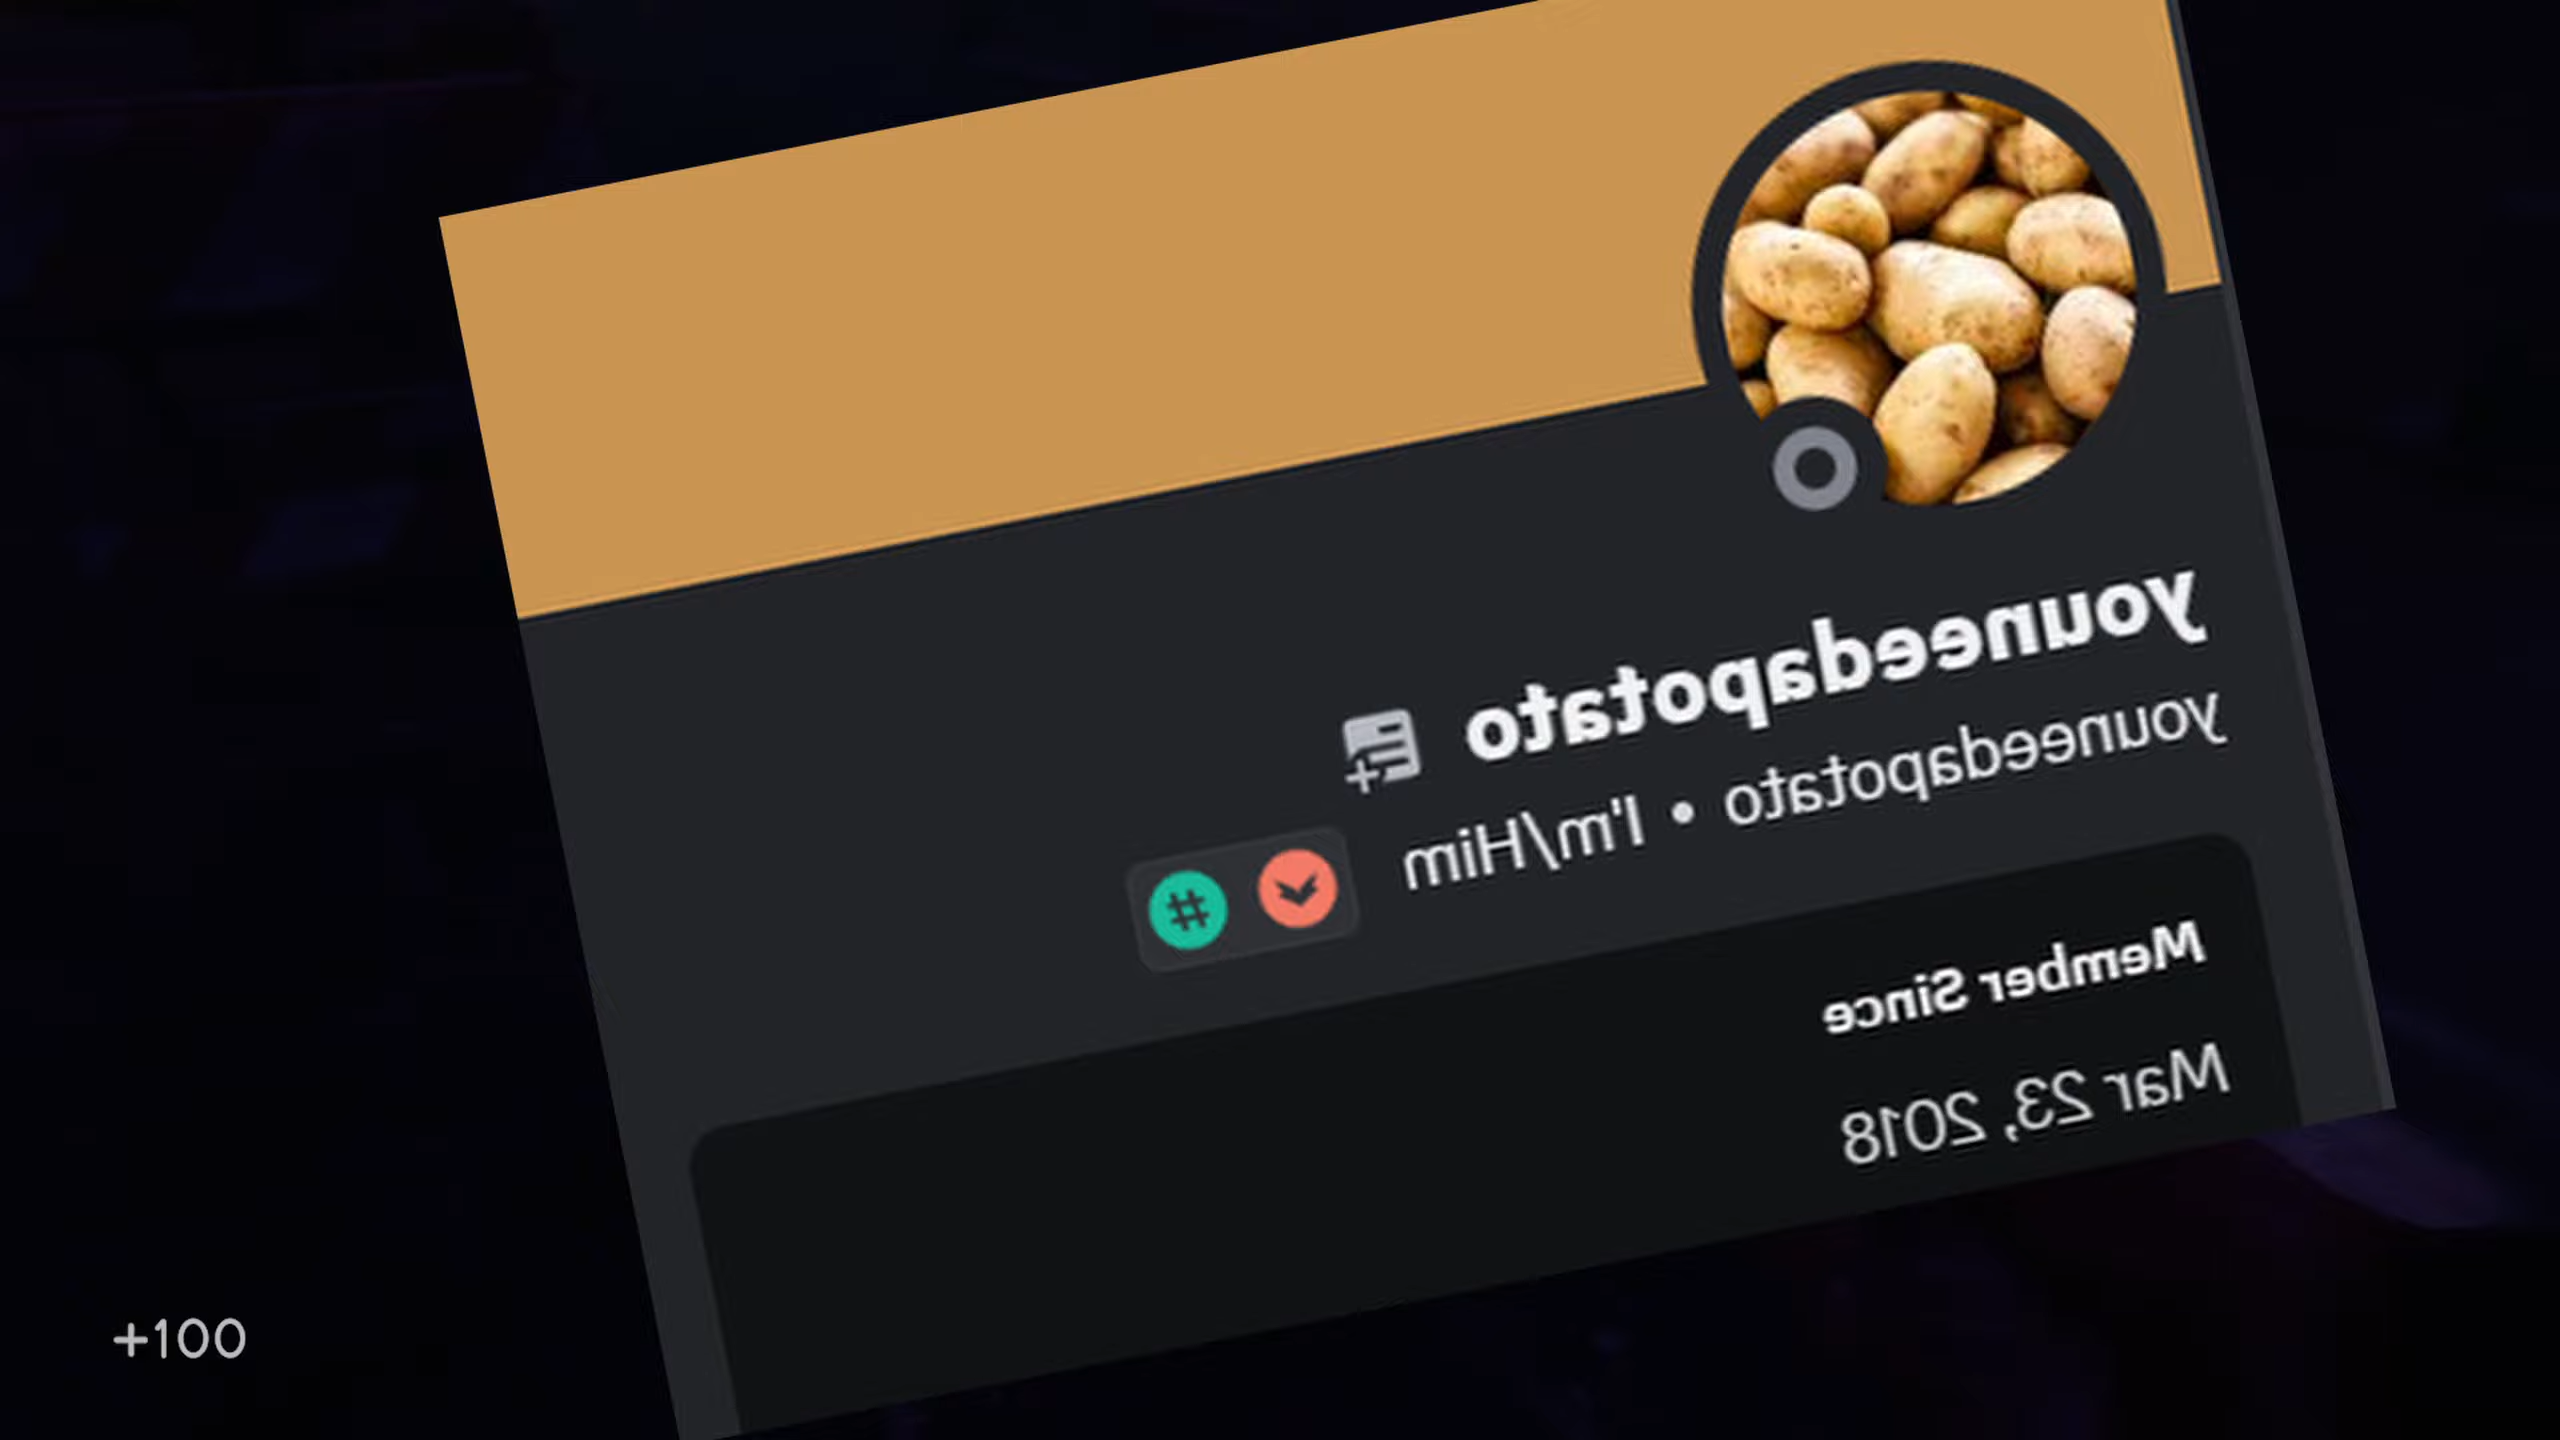 youneedapotato
youneedapotato • I'm/Him
Member Since
Mar 23, 2018
+100